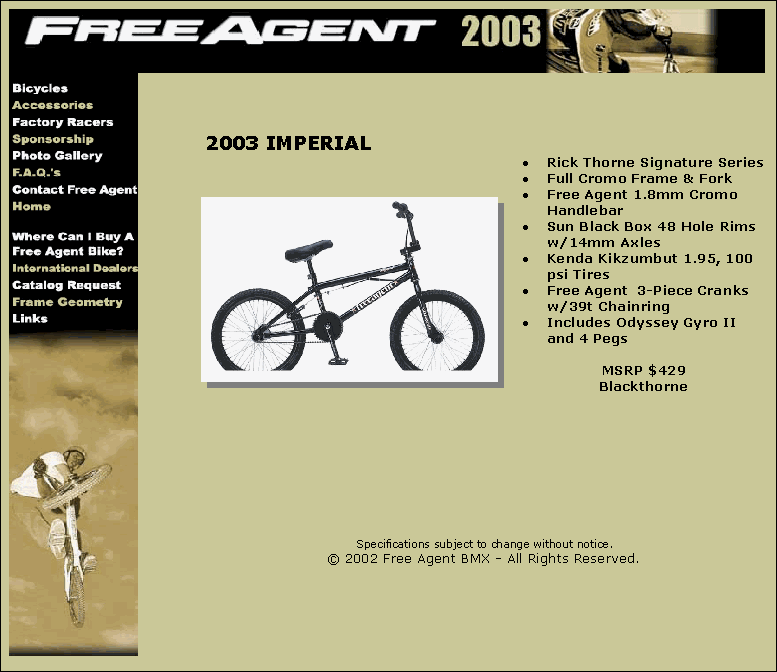 FREEAGENT 2003
Bicycles
Accessories
Factory Racers
Sponsorship
Photo Gallery
F.A.Q.'s
Contact Free Agent
Home
Where Can I Buy A
Free Agent Bike?
International Dealers
Catalog Request
Frame Geometry
Links
2003 IMPERIAL
freeagent
• Rick Thorne Signature Series
• Full Cromo Frame & Fork
• Free Agent 1.8mm Cromo
Handlebar
• Sun Black Box 48 Hole Rims
w/14mm Axles
• Kenda Kikzumbut 1.95, 100
psi Tires
• Free Agent 3-Piece Cranks
w/39t Chainring
• Includes Odyssey Gyro II
and 4 Pegs
MSRP $429
Blackthorne
Specifications subject to change without notice.
© 2002 Free Agent BMX - All Rights Reserved.